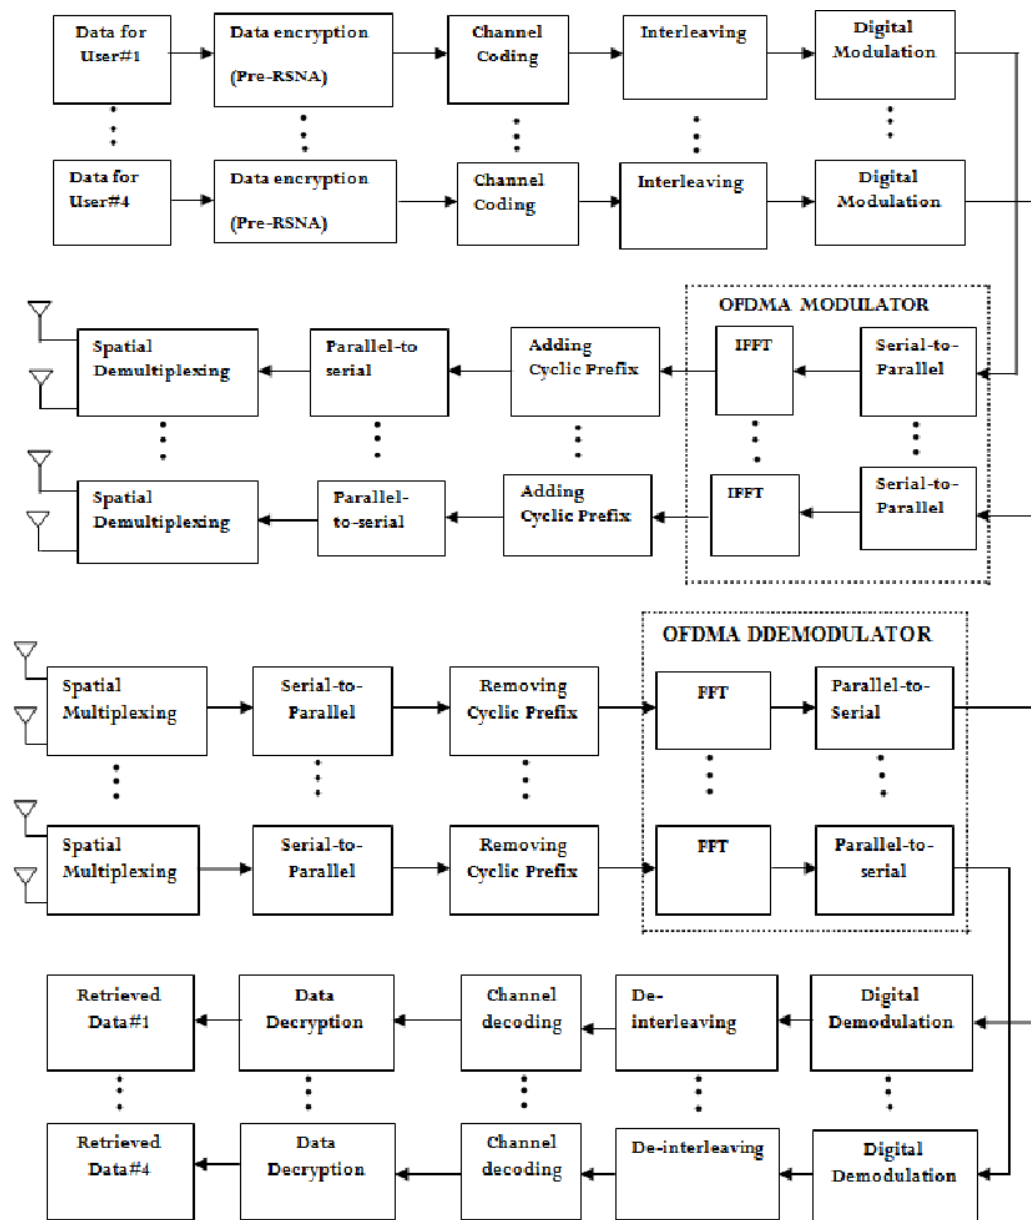 Data for
User#1
Data encryption
(Pre-RSNA)
Channel
Coding
Interleaving
Digital
Modulation
Data for
User#4
Data encryption
(Pre-RSNA)
Channel
Coding
Interleaving
Digital
Modulation
OFDMA MODULATOR
Spatial
Demultiplexing
Parallel-to
serial
Adding
Cyclic Prefix
IFFT
Serial-to-
Parallel
Spatial
Demultiplexing
Parallel-
to-serial
Adding
Cyclic Prefix
IFFT
Serial-to-
Parallel
OFDMA DDEMODULATOR
Spatial
Multiplexing
Serial-to-
Parallel
Removing
Cyclic Prefix
FFT
Parallel-to-
Serial
Spatial
Multiplexing
Serial-to-
Parallel
Removing
Cyclic Prefix
FFT
Parallel-to-
serial
Retrieved
Data#1
Data
Decryption
Channel
decoding
De-
interleaving
Digital
Demodulation
Retrieved
Data#4
Data
Decryption
Channel
decoding
De-interleaving
Digital
Demodulation